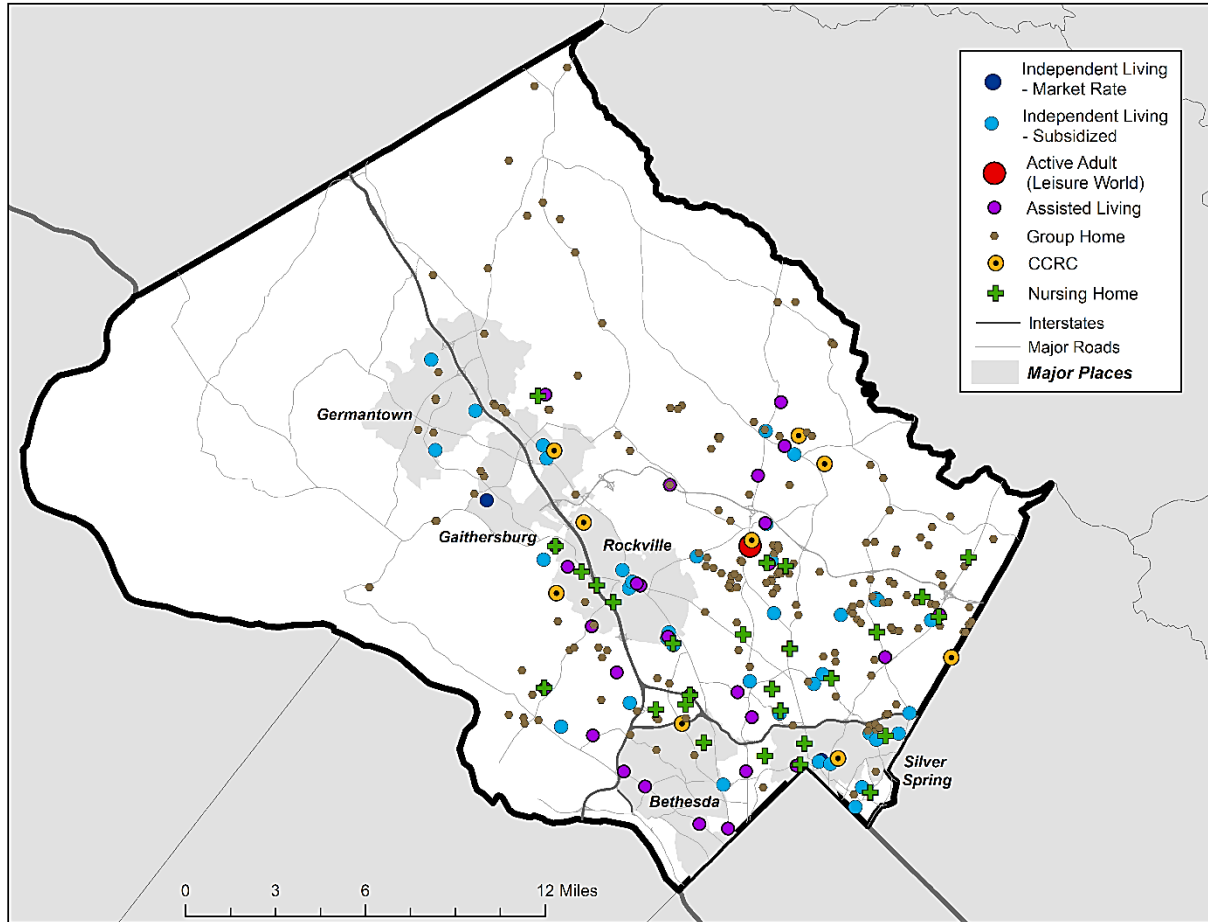 Independent Living
- Market Rate
Independent Living
- Subsidized
Active Adult
(Leisure World)
Assisted Living
Group Home
CCRC
Nursing Home
Interstates
Major Roads
Major Places
Germantown
Gaithersburg
Rockville
Silver
Spring
Bethesda
0 3 6 12 Miles